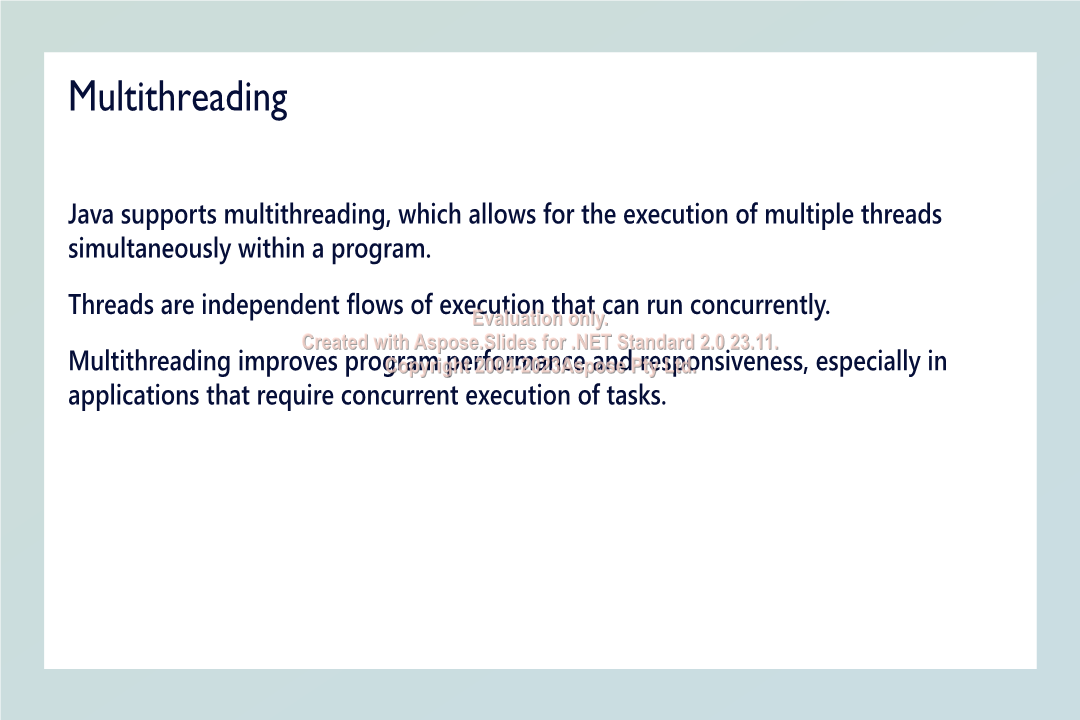 Multithreading
Java supports multithreading, which allows for the execution of multiple threads
simultaneously within a program.
Threads are independent flows of execution that can run concurrently.
Evaluation only.
Created with Aspose.Slides for .NET Standard 2.0 23.11.
Copyright 2004-2023Aspose Pty Ltd.
Multithreading improves program performance and responsiveness, especially in
applications that require concurrent execution of tasks.